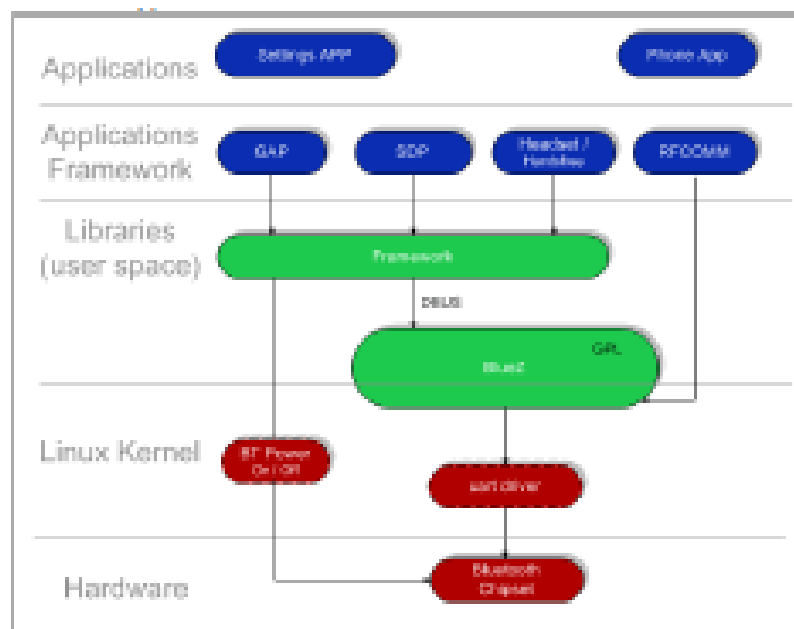 Applications
Settings APP
Phone App
Applications
Framework
GAP
SDP
Headset /
Handsfree
RFCOMM
Libraries
(user space)
Framework
DBUS
GPL
BlueZ
Linux Kernel
BT Power
On / Off
uart driver
Hardware
Bluetooth
Chipset